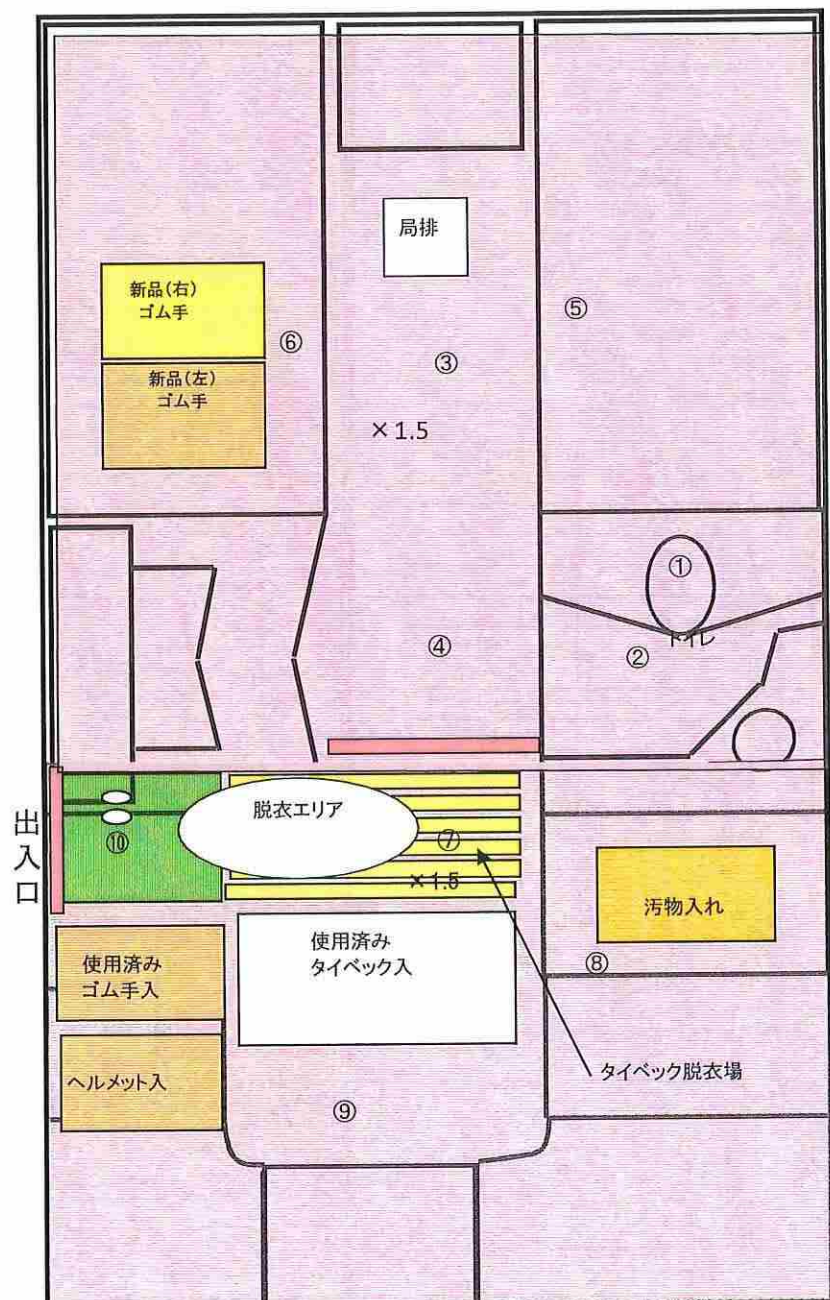 局排
新品(右)
ゴム手
⑤
⑥
③
新品(左)
ゴム手
×1.5
①
トイレ
②
④
出入口
脱衣エリア
⑦
⑩
×1.5
汚物入れ
使用済み
タイベック入
使用済み
ゴム手入
⑧
タイベック脱衣場
ヘルメット入
⑨